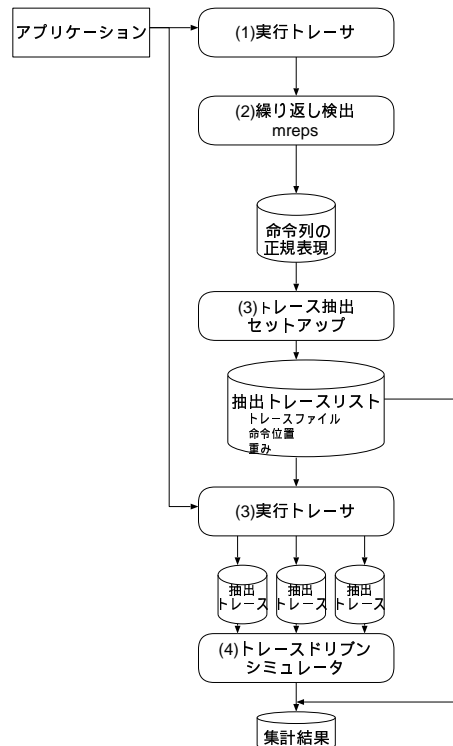 アプリケーション
(1)実行トレーサ
(2)繰り返し検出
mreps
命令列の
正規表現
(3)トレース抽出
セットアップ
抽出トレースリスト
トレースファイル
命令位置
重み
(3)実行トレーサ
抽出
トレース
抽出
トレース
抽出
トレース
(4)トレースドリブン
シミュレータ
集計結果